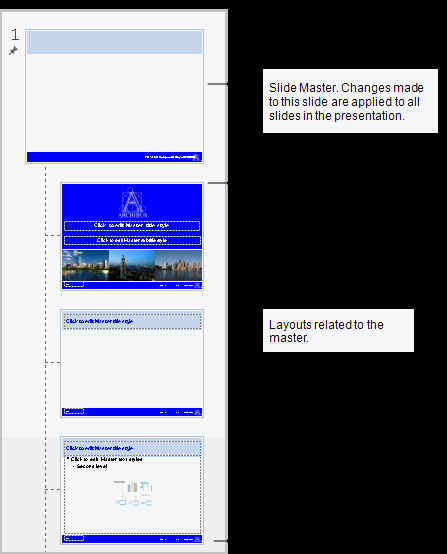 1
Slide Master. Changes made
to this slide are applied to all
slides in the presentation.
ARCHIBUS
Click to edit Master title style
Click to edit Master subtitle style
Layouts related to the
master.
Click to edit Master title style
Click to edit Master title style
* Click to edit Master text styles
- Second level